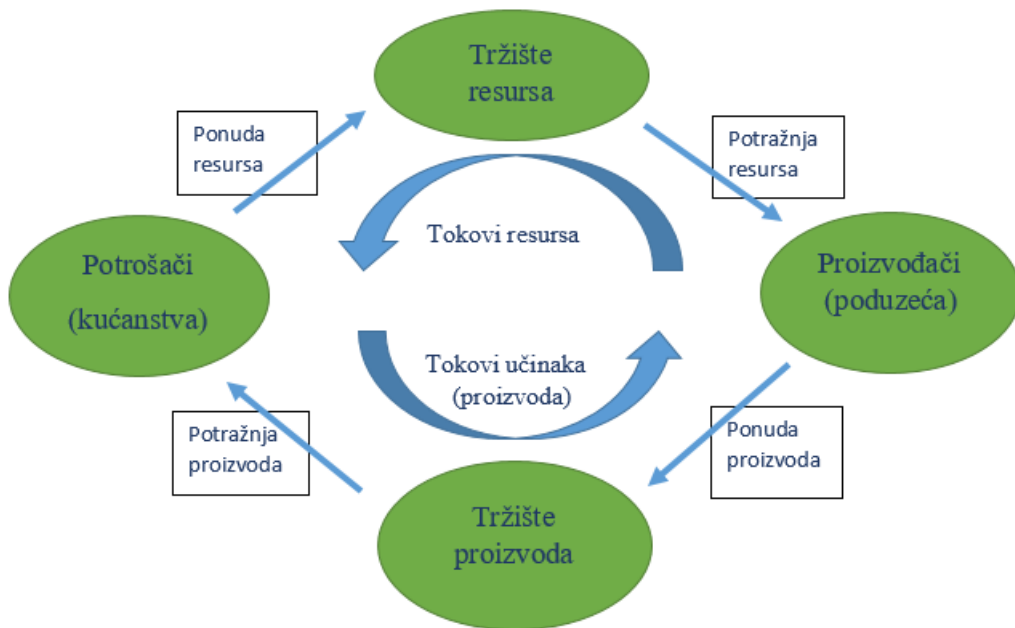 Tržište
resursa
Ponuda
resursa
Potražnja
resursa
Tokovi resursa
Potrošači
(kućanstva)
Proizvođači
(poduzeća)
Tokovi učinaka
(proizvoda)
Potražnja
proizvoda
Ponuda
proizvoda
Tržište
proizvoda